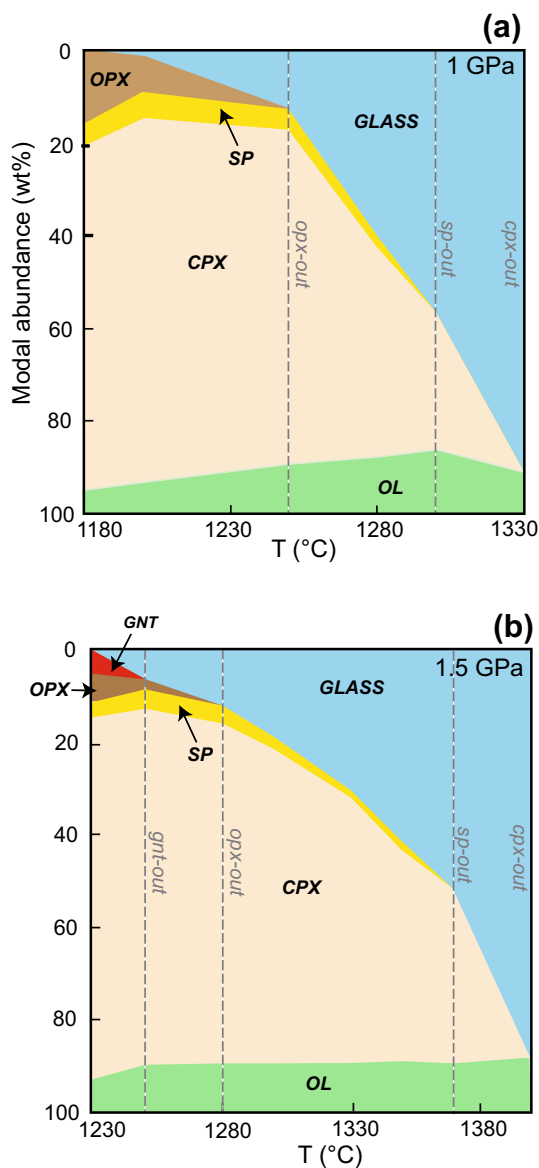 (a)
0
OPX
1 GPa
GLASS
20
SP
Modal abundance (wt%)
40
CPX
opx-out
sp-out
cpx-out
60
80
OL
100
1180
1230
1280
1330
T (°C)
(b)
GNT
0
1.5 GPa
OPX
GLASS
SP
20
40
gnt-out
opx-out
CPX
sp-out
cpx-out
60
80
OL
100
1230
1280
1330
1380
T (°C)